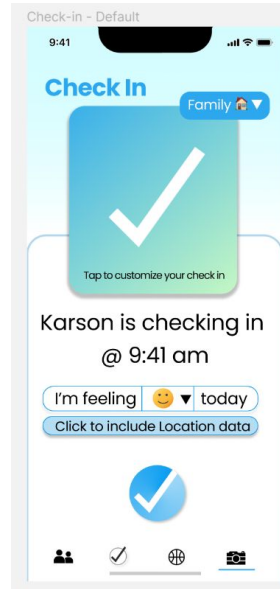 Check-in - Default
9:41
Check In
Family 🏠 ▼
Tap to customize your check in
Karson is checking in
@ 9:41 am
I'm feeling 🙂 ▼ today
Click to include Location data